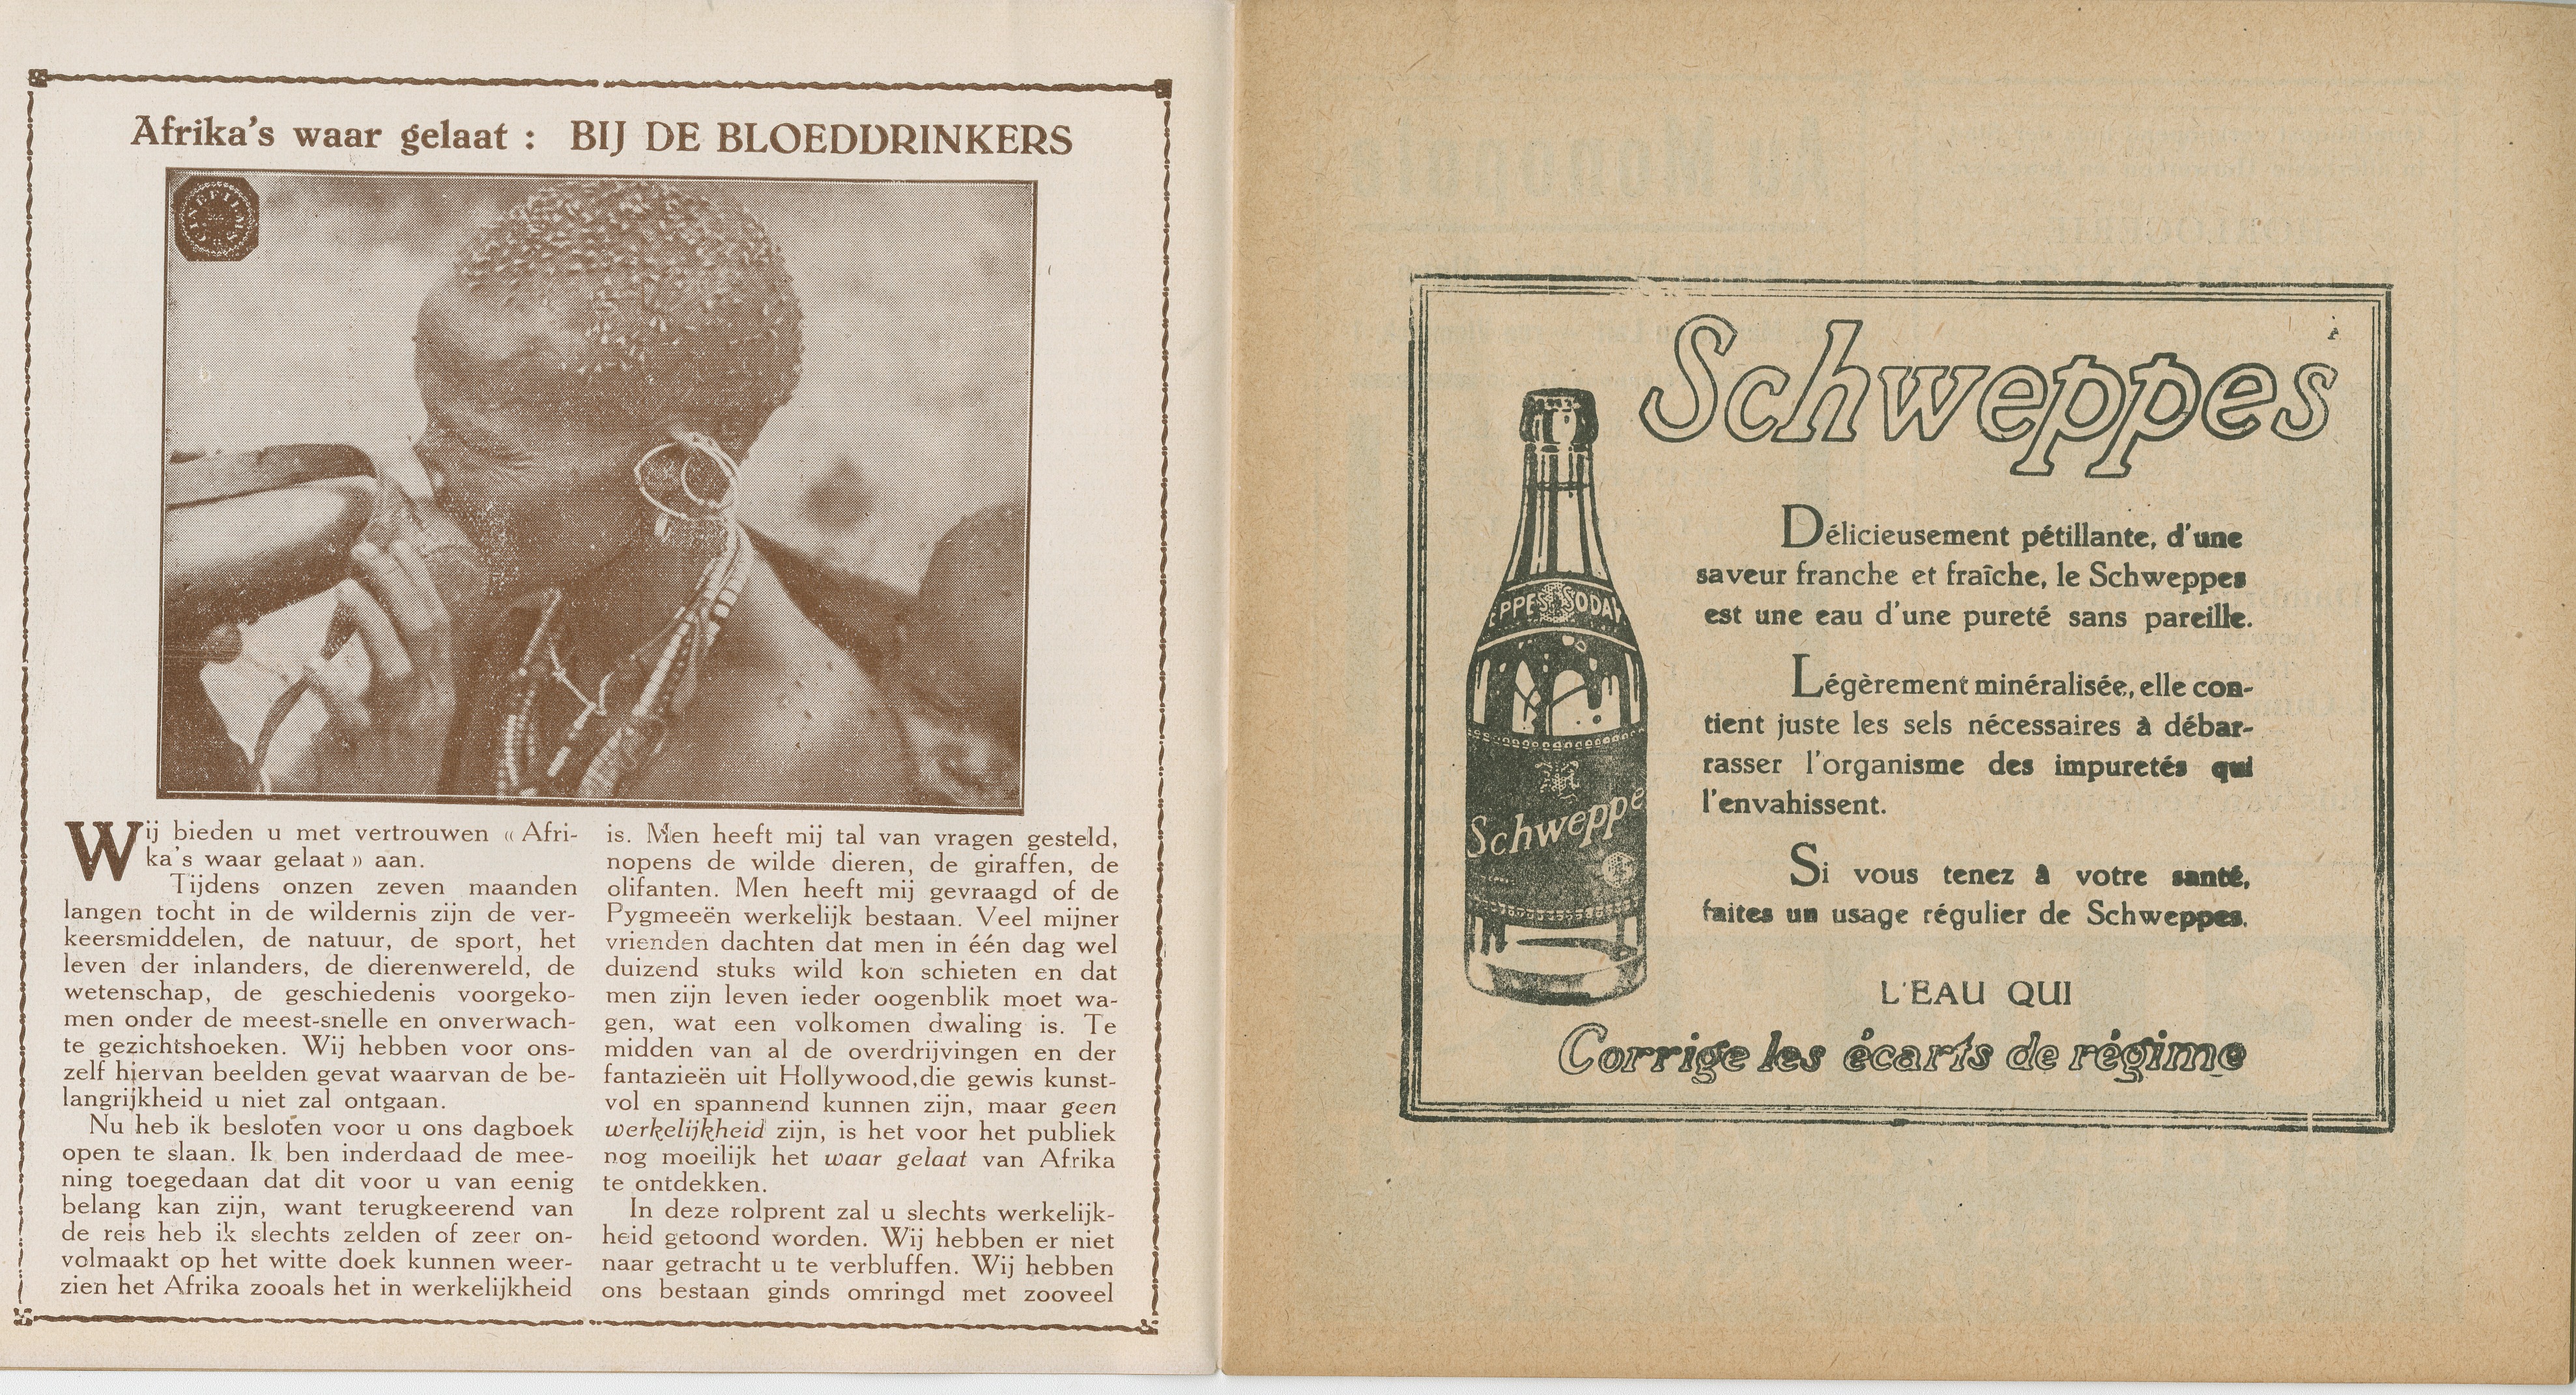 Afrika's waar gelaat : BIJ DE BLOEDDRINKERS
Wij bieden u met vertrouwen « Afri-
ka's waar gelaat » aan.
Tijdens onzen zeven maanden
langen tocht in de wildernis zijn de ver-
keersmiddelen, de natuur, de sport, het
leven der inlanders, de dierenwereld, de
wetenschap, de geschiedenis voorgeko-
men onder de meest-snelle en onverwach-
te gezichtshoeken. Wij hebben voor ons-
zelf hiervan beelden gevat waarvan de be-
langrijkheid u niet zal ontgaan.
Nu heb ik besloten voor u ons dagboek
open te slaan. Ik ben inderdaad de mee-
ning toegedaan dat dit voor u van eenig
belang kan zijn, want terugkeerend van
de reis heb ik slechts zelden of zeer on-
volmaakt op het witte doek kunnen weer-
zien het Afrika zooals het in werkelijkheid
is. Men heeft mij tal van vragen gesteld,
nopens de wilde dieren, de giraffen, de
olifanten. Men heeft mij gevraagd of de
Pygmeeën werkelijk bestaan. Veel mijner
vrienden dachten dat men in één dag wel
duizend stuks wild kon schieten en dat
men zijn leven ieder oogenblik moet wa-
gen, wat een volkomen dwaling is. Te
midden van al de overdrijvingen en der
fantazieën uit Hollywood,die gewis kunst-
vol en spannend kunnen zijn, maar geen
werkelijkheid zijn, is het voor het publiek
nog moeilijk het waar gelaat van Afrika
te ontdekken.
In deze rolprent zal u slechts werkelijk-
heid getoond worden. Wij hebben er niet
naar getracht u te verbluffen. Wij hebben
ons bestaan ginds omringd met zooveel
Schweppes
Délicieusement pétillante, d'une
saveur franche et fraîche, le Schweppes
est une eau d'une pureté sans pareille.
Légèrement minéralisée, elle con-
tient juste les sels nécessaires à débar-
rasser l'organisme des impuretés qui
l'envahissent.
Si vous tenez à votre santé,
faites un usage régulier de Schweppes.
L'EAU QUI
Corrige les écarts de régime
EPPES SODA
Schweppe